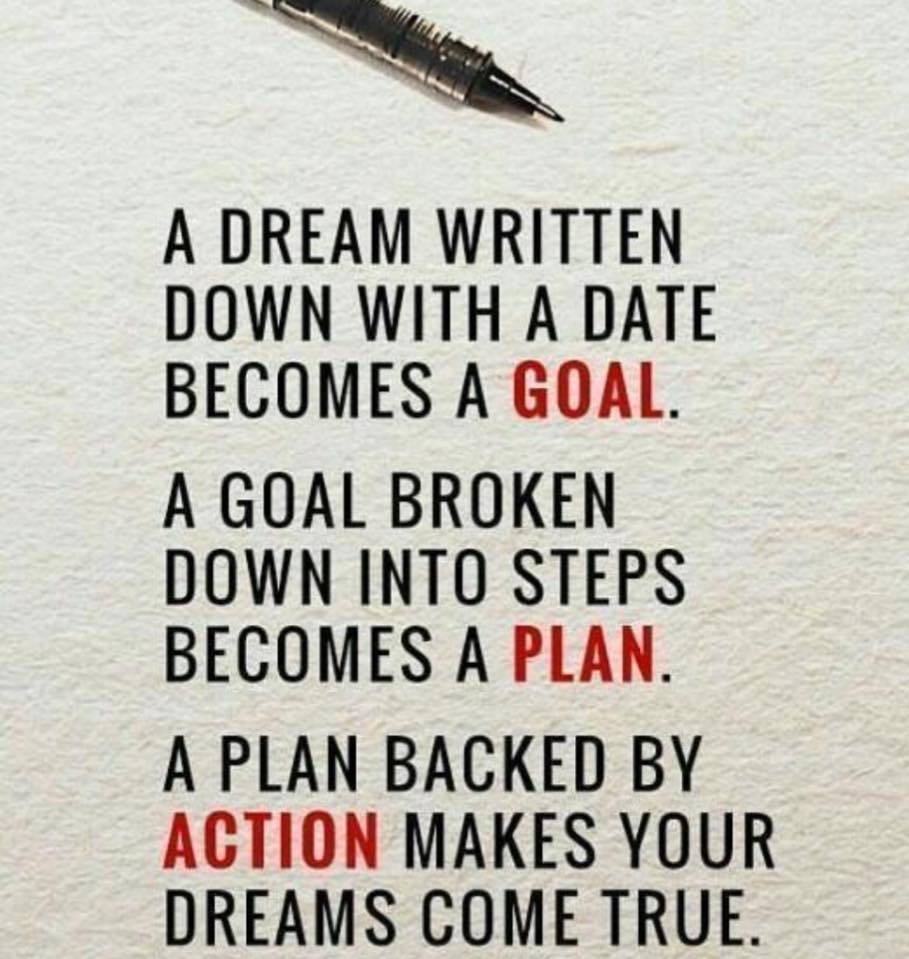 A DREAM WRITTEN
DOWN WITH A DATE
BECOMES A GOAL.
A GOAL BROKEN
DOWN INTO STEPS
BECOMES A PLAN.
A PLAN BACKED BY
ACTION MAKES YOUR
DREAMS COME TRUE.